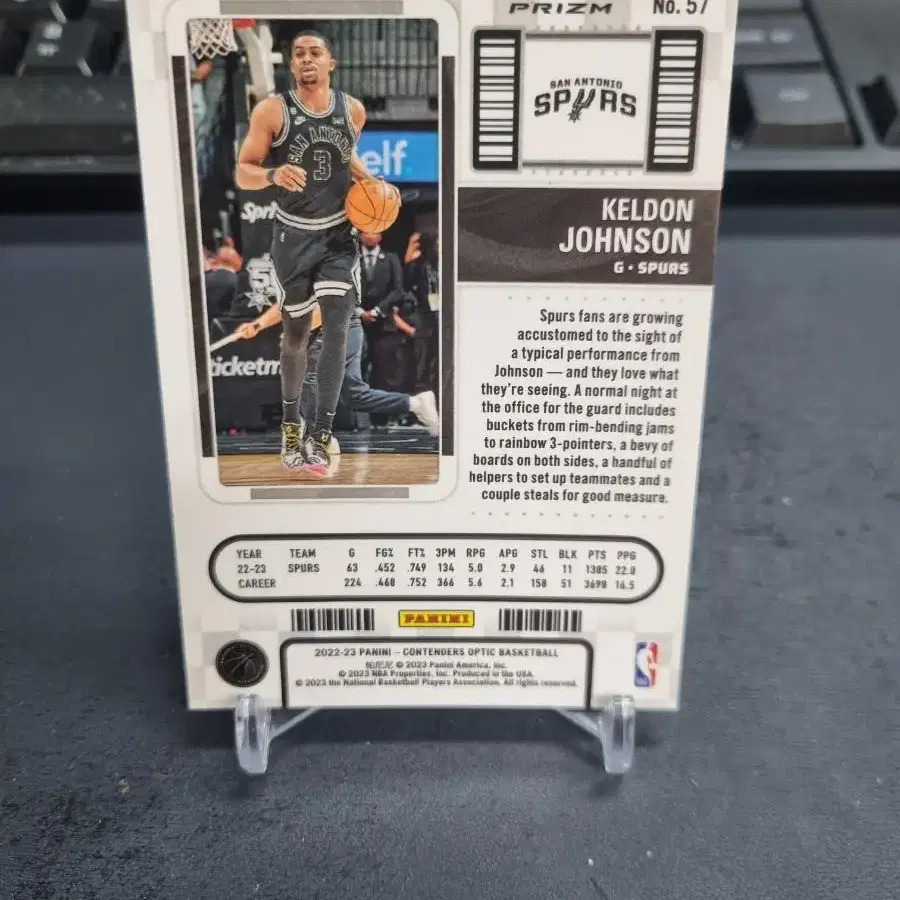 PRIZM
No. 57
SAN ANTONIO
SPURS
KELDON
JOHNSON
G • SPURS
SAN ANTONIO
3
elf
Spri
ticketm
Spurs fans are growing
accustomed to the sight of
a typical performance from
Johnson — and they love what
they're seeing. A normal night at
the office for the guard includes
buckets from rim-bending jams
to rainbow 3-pointers, a bevy of
boards on both sides, a handful of
helpers to set up teammates and a
couple steals for good measure.
YEAR TEAM G FG% FT% 3PM RPG APG STL BLK PTS PPG
22-23 SPURS 63 .452 .749 134 5.0 2.9 46 11 1385 22.0
CAREER 224 .468 .752 366 5.6 2.1 158 51 3698 16.5
PANINI
2022-23 PANINI – CONTENDERS OPTIC BASKETBALL
© 2023 Panini America, Inc.
© 2023 NBA Properties, Inc. Produced in the USA.
© 2023 the National Basketball Players Association. All rights reserved.